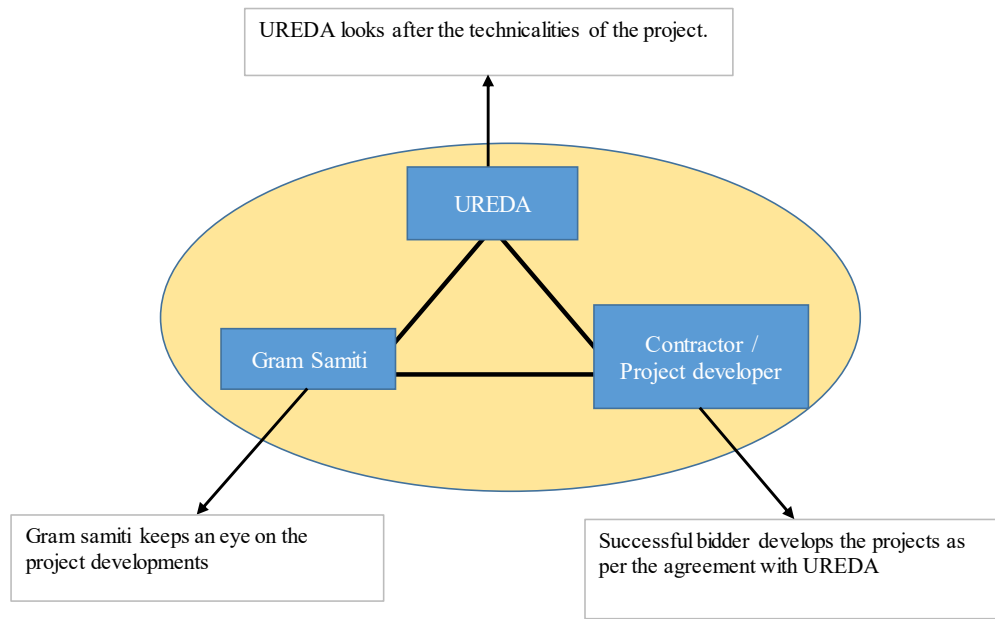 UREDA looks after the technicalities of the project.
UREDA
Gram Samiti
Contractor /
Project developer
Gram samiti keeps an eye on the
project developments
Successful bidder develops the projects as
per the agreement with UREDA